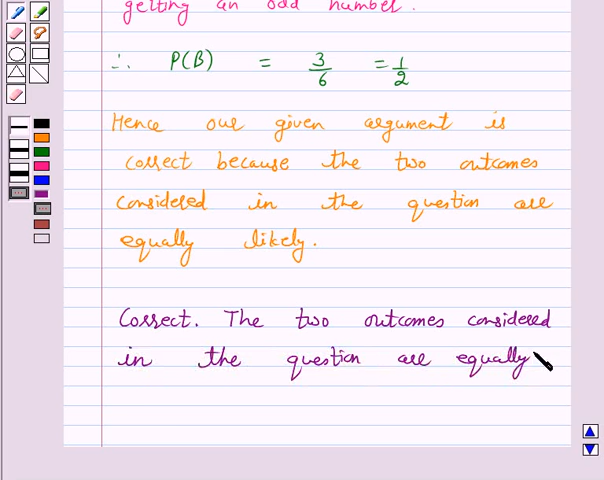 getting an odd number.
∴ P(B) = 3/6 = 1/2
Hence our given argument is
correct because the two outcomes
considered in the question are
equally likely.
Correct. The two outcomes considered
in the question are equally